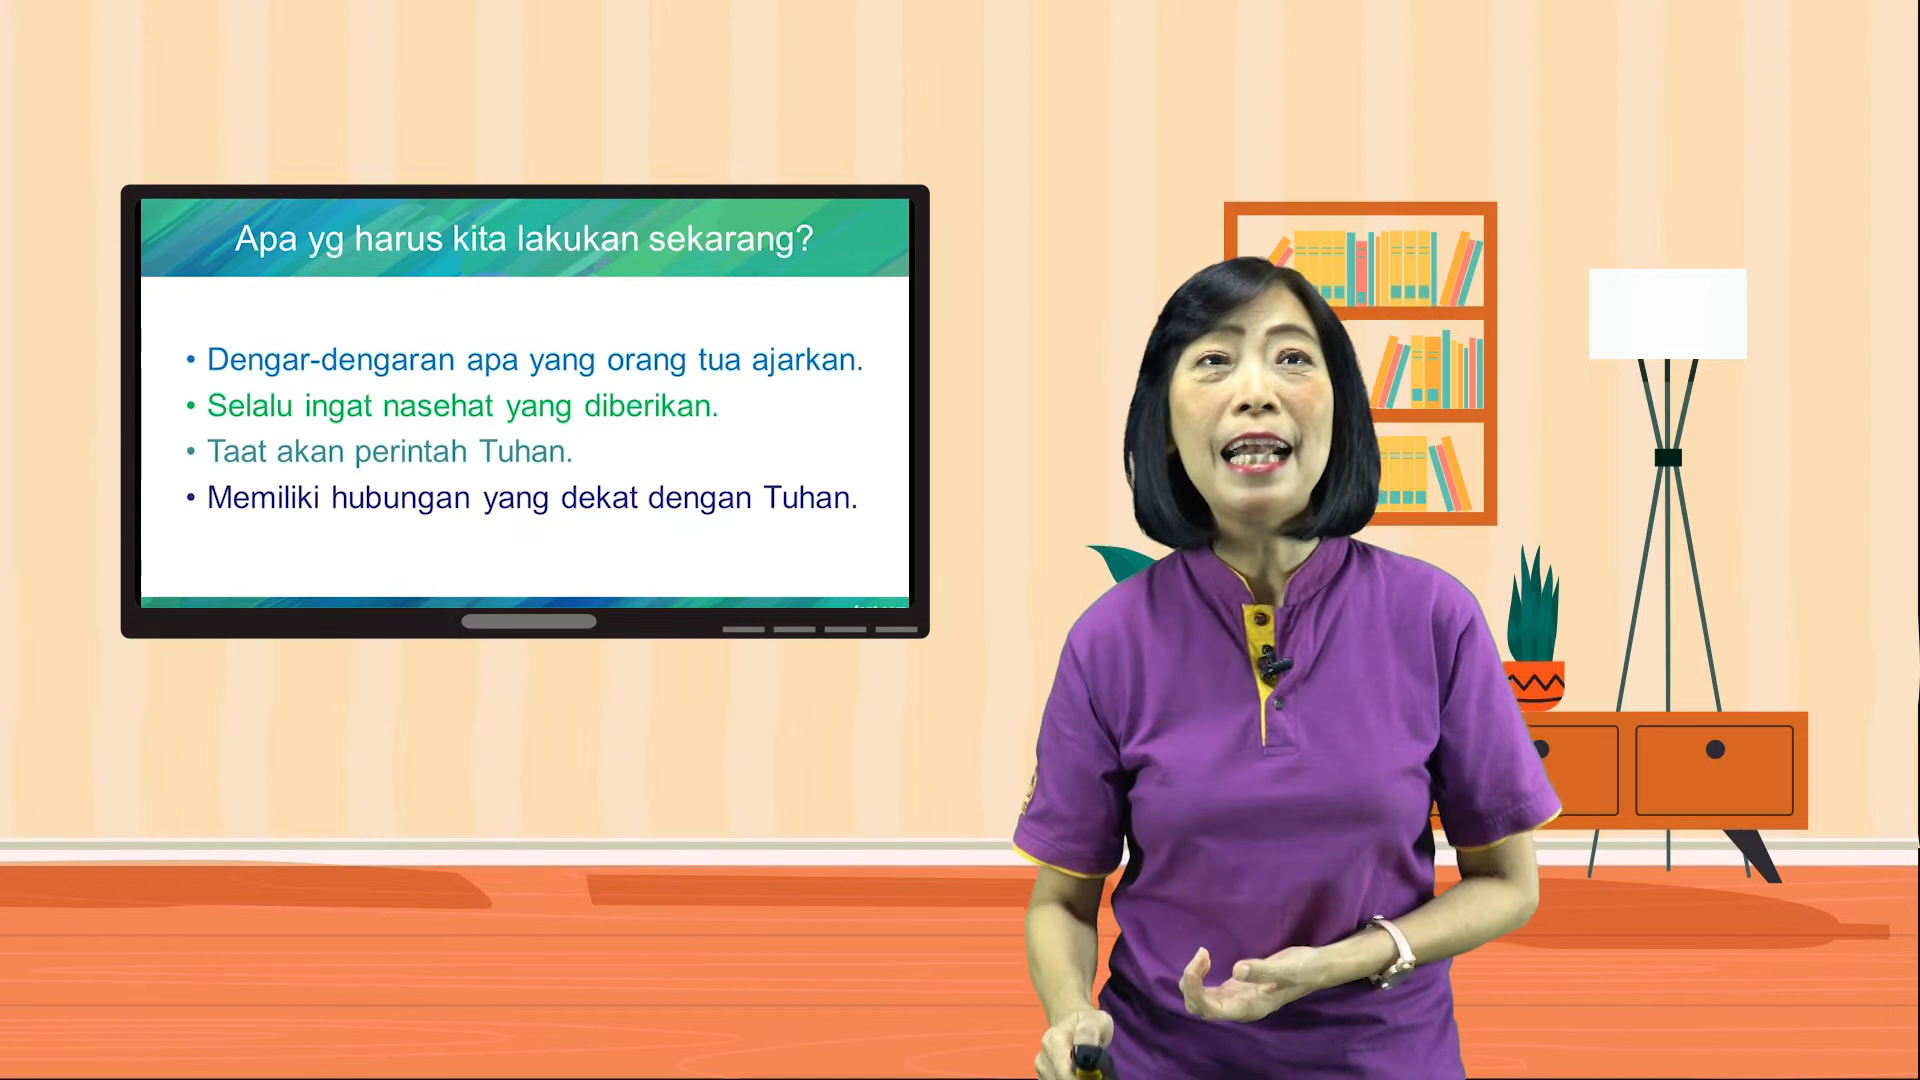 Apa yg harus kita lakukan sekarang?
• Dengar-dengaran apa yang orang tua ajarkan.
• Selalu ingat nasehat yang diberikan.
• Taat akan perintah Tuhan.
• Memiliki hubungan yang dekat dengan Tuhan.